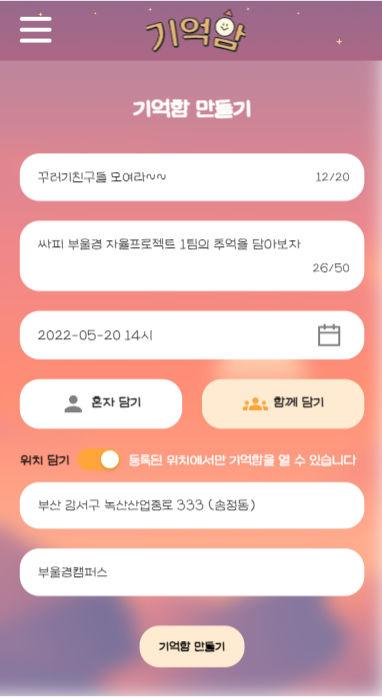 기억함
기억함 만들기
꾸러기친구들 모여라~~
12/20
싸피 부울경 자율프로젝트 1팀의 추억을 담아보자
26/50
2022-05-20 14시
혼자 담기
함께 담기
위치 담기
등록된 위치에서만 기억함을 열 수 있습니다
부산 강서구 녹산산업중로 333 (송정동)
부울경캠퍼스
기억함 만들기